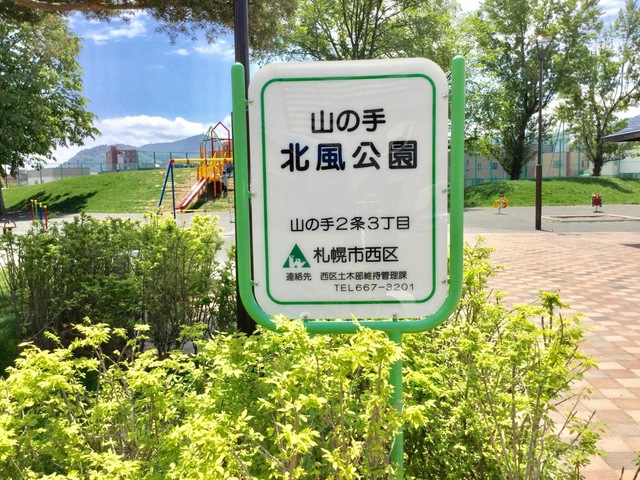 山の手
北風公園
山の手2条3丁目
札幌市西区
連絡先 西区土木部維持管理課
TEL667-3201